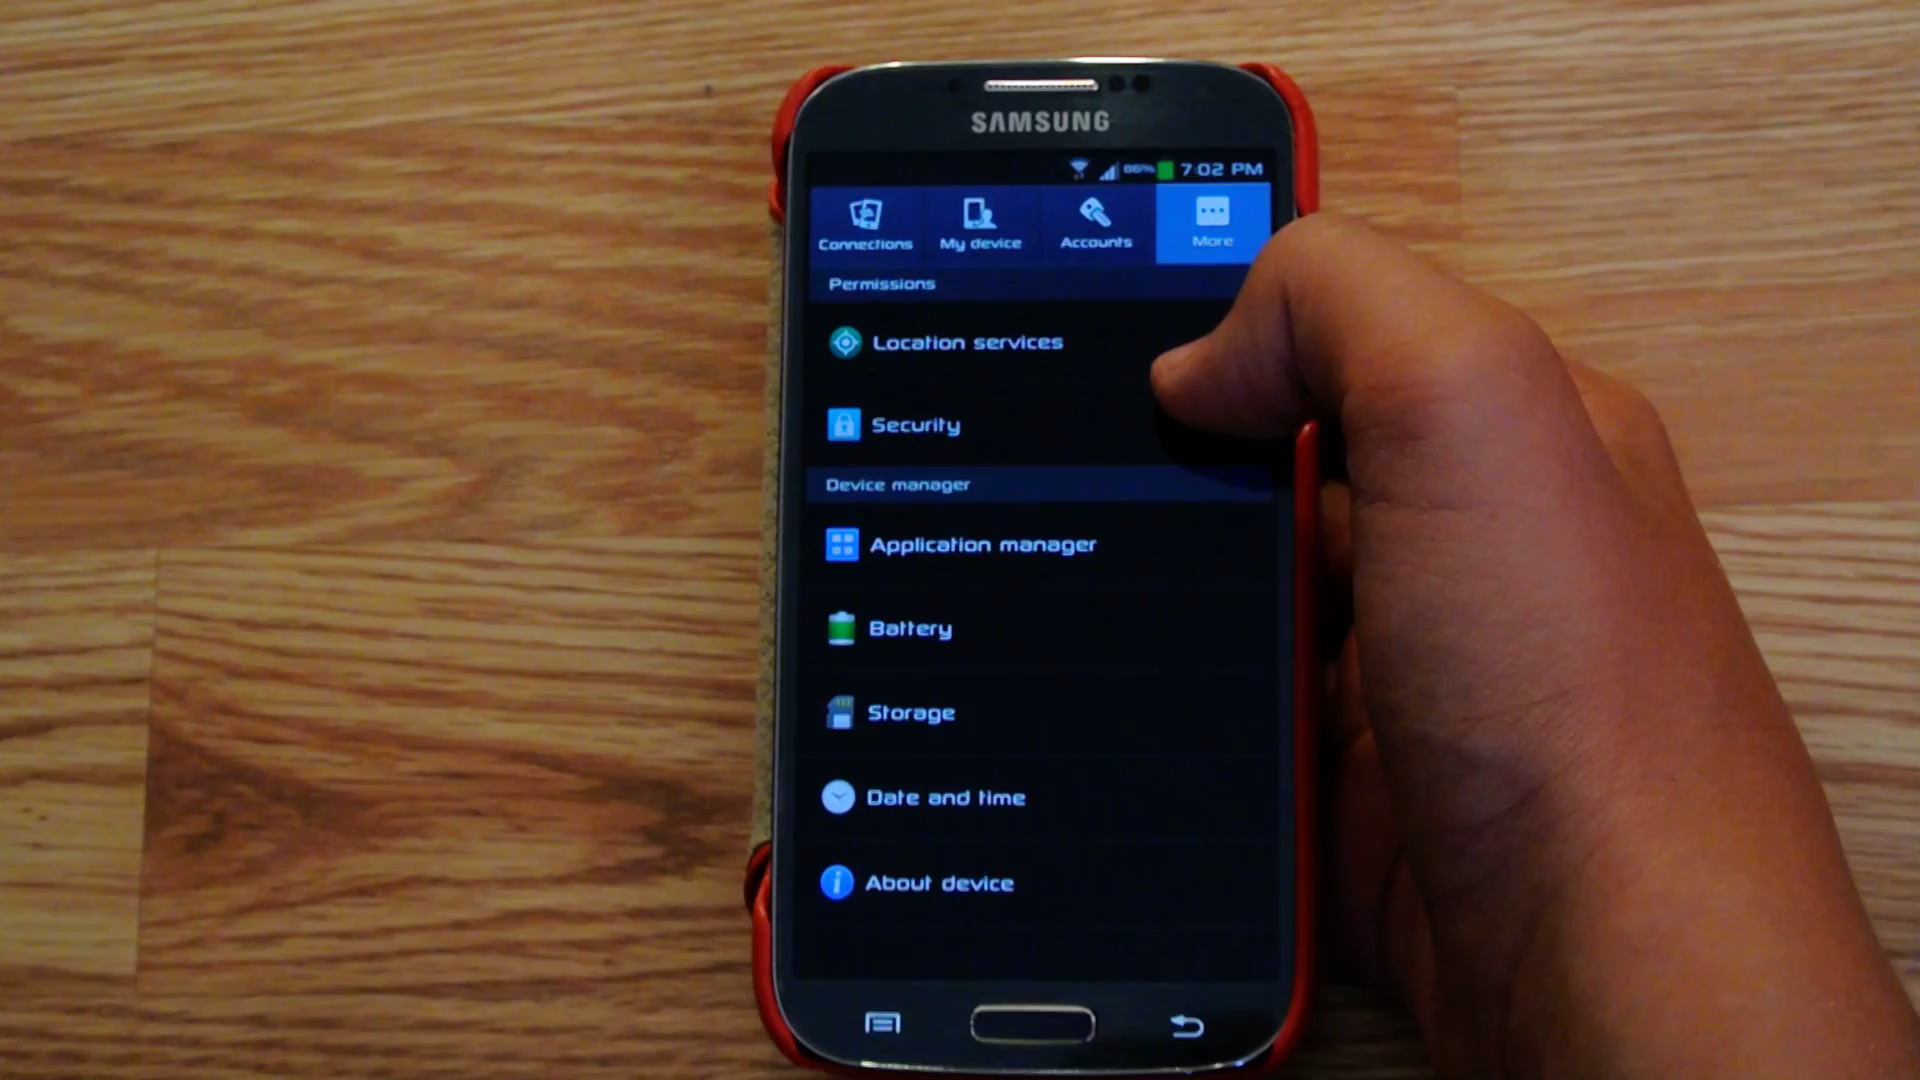 SAMSUNG
86% 7:02 PM
Connections My device Accounts More
Permissions
Location services
Security
Device manager
Application manager
Battery
Storage
Date and time
About device